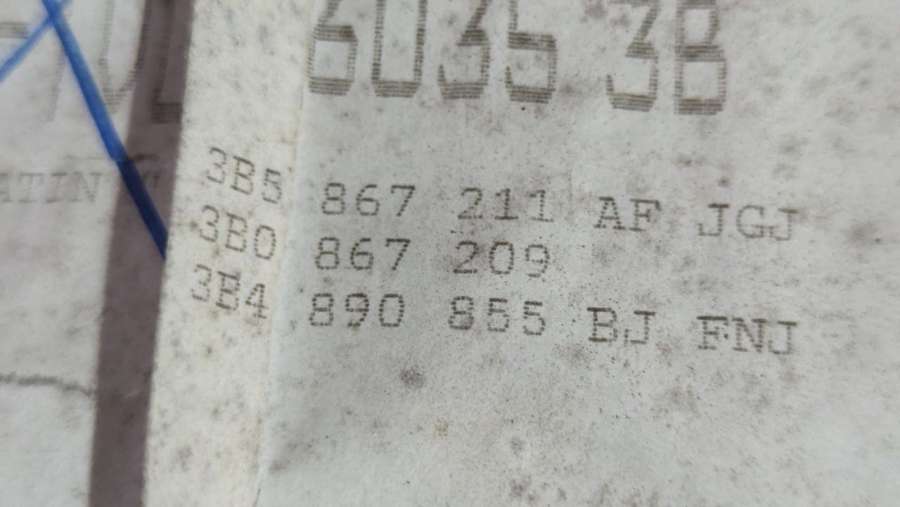 6035 3B
3B5 867 211 AF JGJ
3B0 867 209
3B4 890 855 BJ FNJ